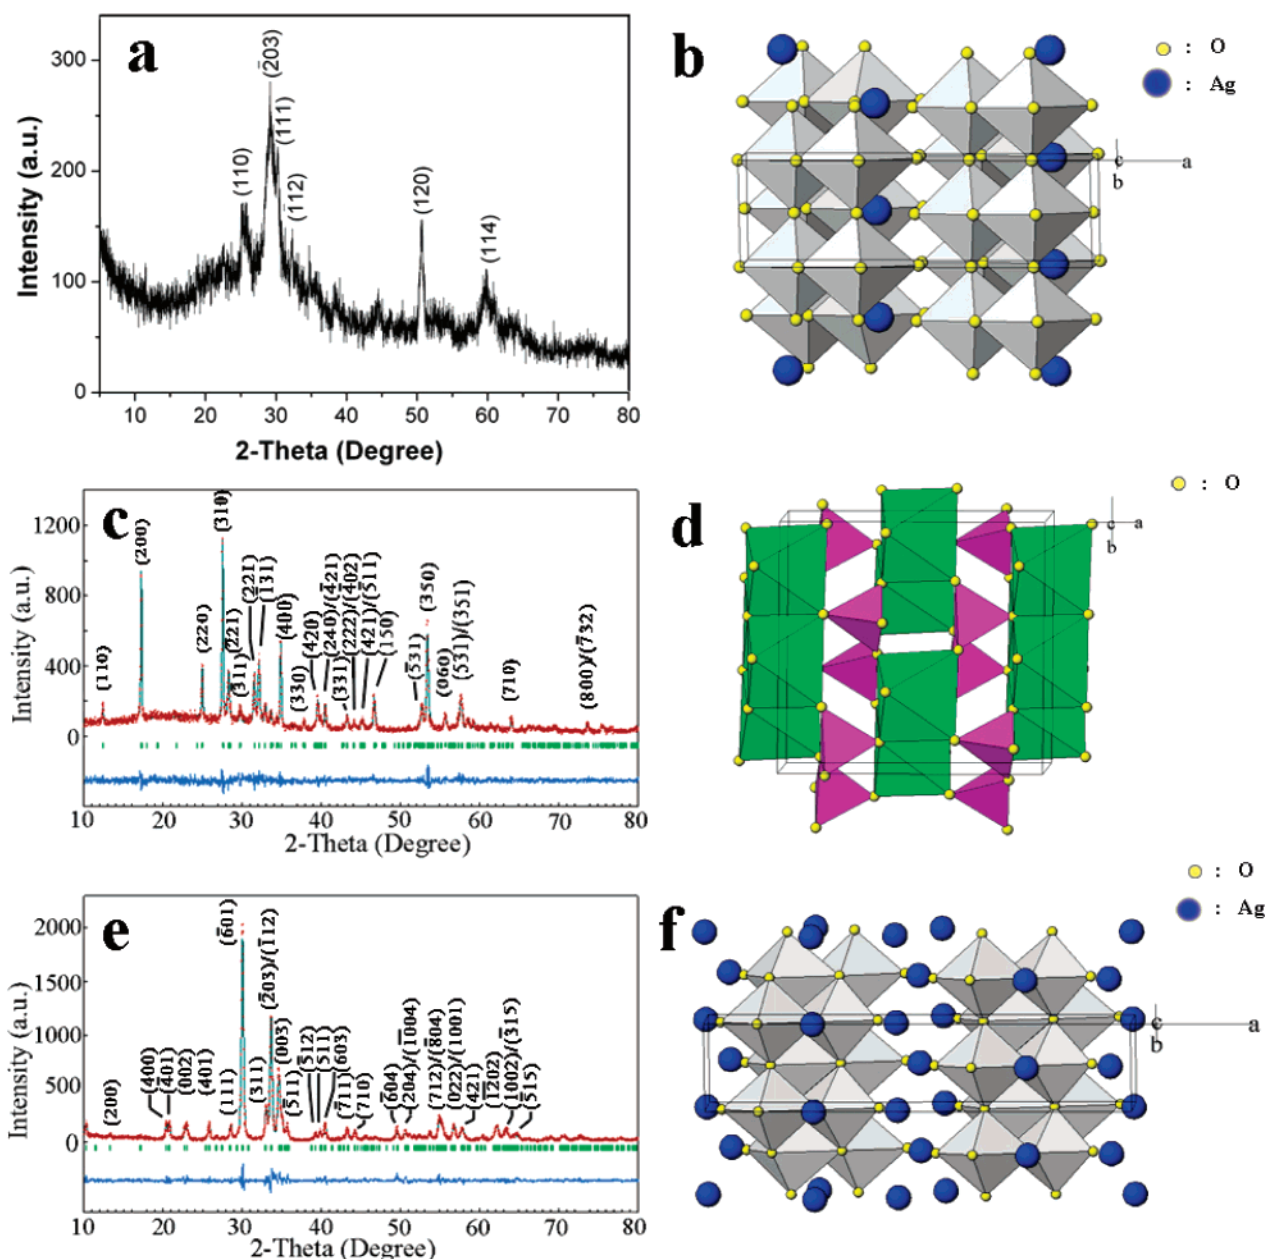 a
Intensity (a.u.)
300
200
100
0
(110)
(2̄03)
(111)
(112)
(120)
(114)
10 20 30 40 50 60 70 80
2-Theta (Degree)
b
: O
: Ag
a
c
b
c
Intensity (a.u.)
1200
800
400
0
(110)
(200)
(220)
(310)
(2̄21)
(311)
(221)
(131)
(400)
(330)
(420)
(240)/(4̄21)
(331)
(222)/(4̄02)
(421)/(5̄11)
(150)
(5̄31)
(350)
(060)
(531)/(351)
(710)
(800)/(7̄32)
10 20 30 40 50 60 70 80
2-Theta (Degree)
d
: O
c a
b
e
Intensity (a.u.)
2000
1500
1000
500
0
(200)
(400)
(4̄01)
(002)
(401)
(111)
(6̄01)
(311)
(2̄03)/(1̄12)
(003)
(5̄11)
(5̄12)
(511)
(603)
(7̄11)
(710)
(6̄04)
(204)/(1̄004)
(712)/(8̄04)
(022)/(1001)
(421)
(1̄202)
(1002)/(3̄15)
(5̄15)
10 20 30 40 50 60 70 80
2-Theta (Degree)
f
: O
: Ag
c
b
a